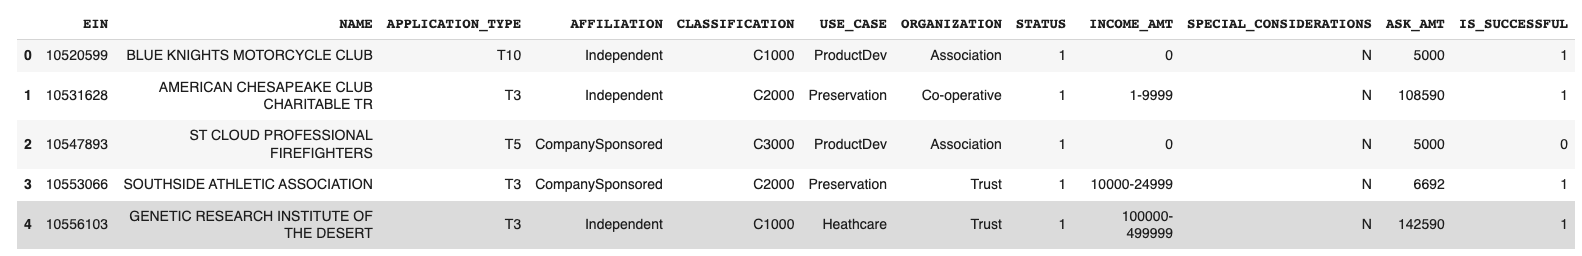 EIN NAME APPLICATION_TYPE AFFILIATION CLASSIFICATION USE_CASE ORGANIZATION STATUS INCOME_AMT SPECIAL_CONSIDERATIONS ASK_AMT IS_SUCCESSFUL
0 10520599 BLUE KNIGHTS MOTORCYCLE CLUB T10 Independent C1000 ProductDev Association 1 0 N 5000 1
1 10531628 AMERICAN CHESAPEAKE CLUB CHARITABLE TR T3 Independent C2000 Preservation Co-operative 1 1-9999 N 108590 1
2 10547893 ST CLOUD PROFESSIONAL FIREFIGHTERS T5 CompanySponsored C3000 ProductDev Association 1 0 N 5000 0
3 10553066 SOUTHSIDE ATHLETIC ASSOCIATION T3 CompanySponsored C2000 Preservation Trust 1 10000-24999 N 6692 1
4 10556103 GENETIC RESEARCH INSTITUTE OF THE DESERT T3 Independent C1000 Heathcare Trust 1 100000-499999 N 142590 1